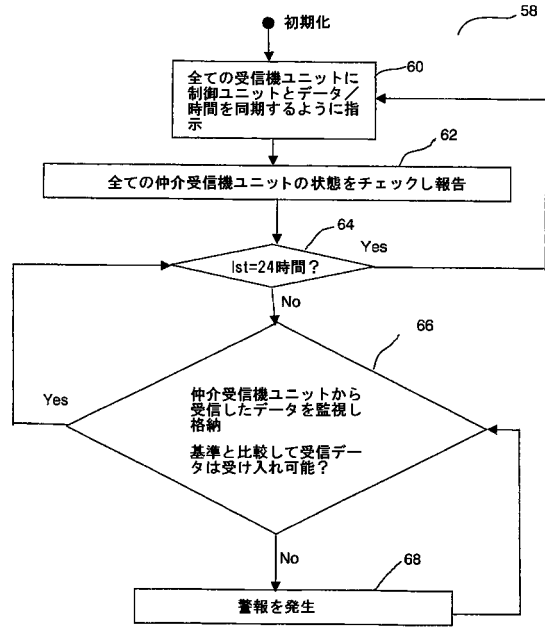 58
初期化
60
全ての受信機ユニットに
制御ユニットとデータ／
時間を同期するように指
示
62
全ての仲介受信機ユニットの状態をチェックし報告
64
Yes
lst=24時間？
No
66
Yes
仲介受信機ユニットから
受信したデータを監視し
格納
基準と比較して受信デー
タは受け入れ可能？
No
68
警報を発生